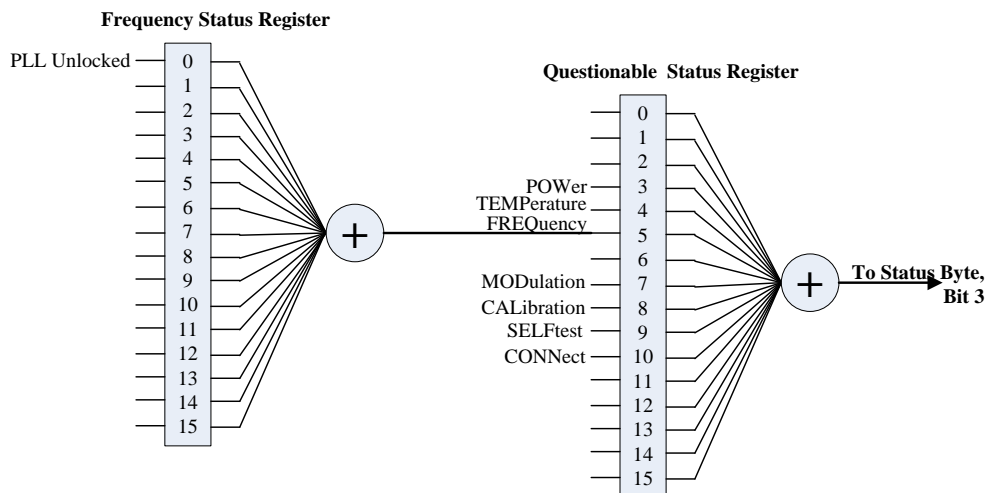 Frequency Status Register
PLL Unlocked
0
1
2
3
4
5
6
7
8
9
10
11
12
13
14
15
+
Questionable Status Register
POWer
TEMPerature
FREQuency
MODulation
CALibration
SELFtest
CONNect
0
1
2
3
4
5
6
7
8
9
10
11
12
13
14
15
+
To Status Byte,
Bit 3